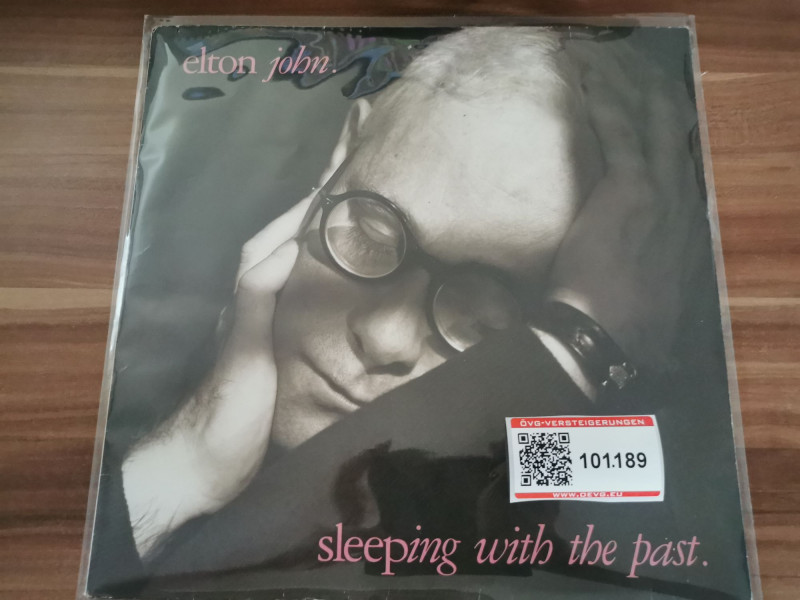 elton john.
ÖVG-VERSTEIGERUNGEN
101.189
WWW.OEVG.EU
sleeping with the past.